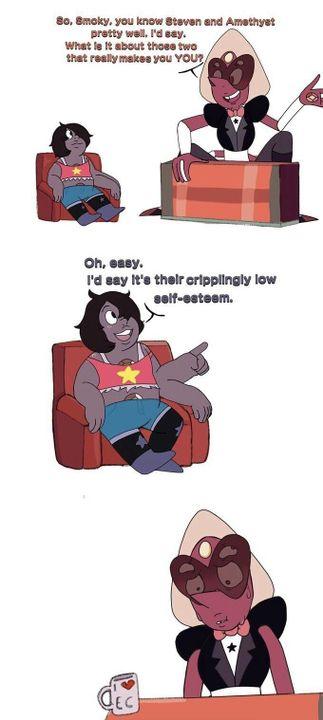 So, Smoky, you know Steven and Amethyst
pretty well, I'd say.
What is it about those two
that really makes you YOU?
Oh, easy.
I'd say it's their cripplingly low
self-esteem.
I ❤
E C